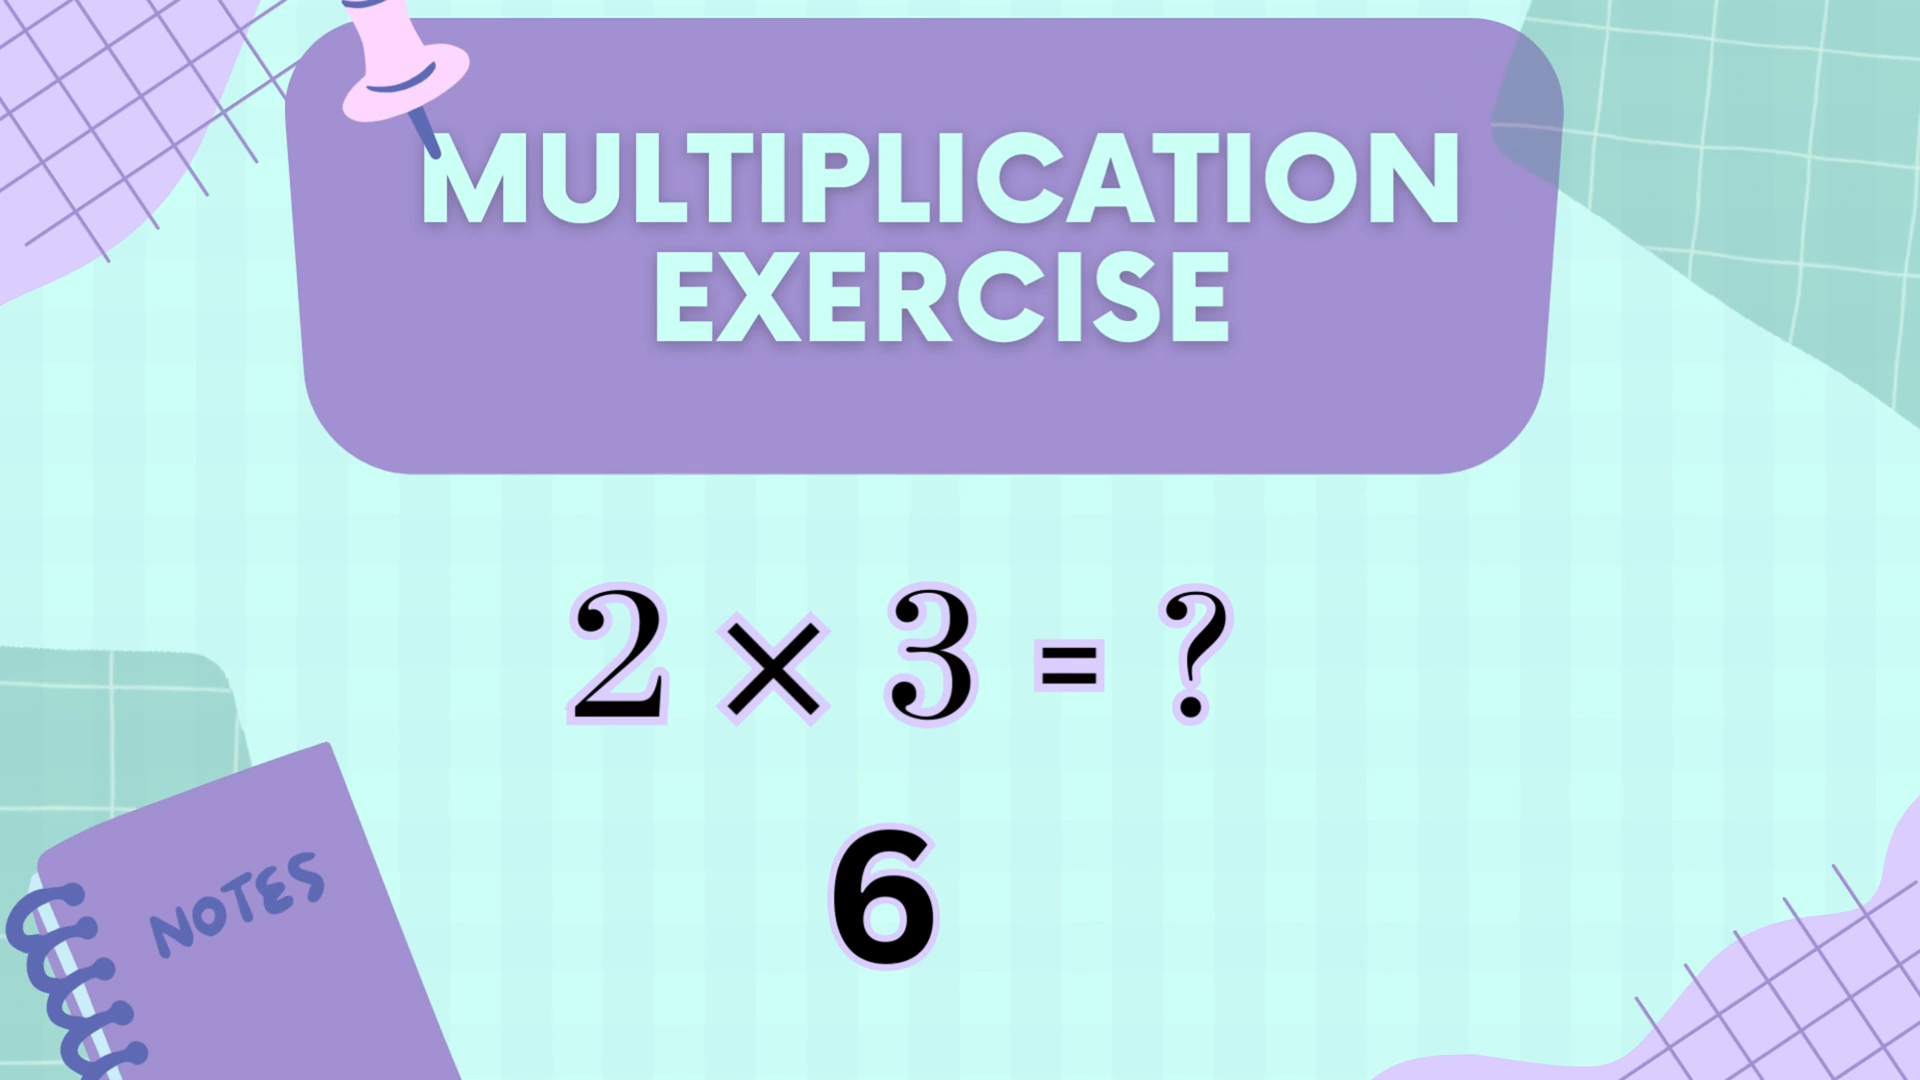 MULTIPLICATION
EXERCISE
2 × 3 = ?
6
NOTES